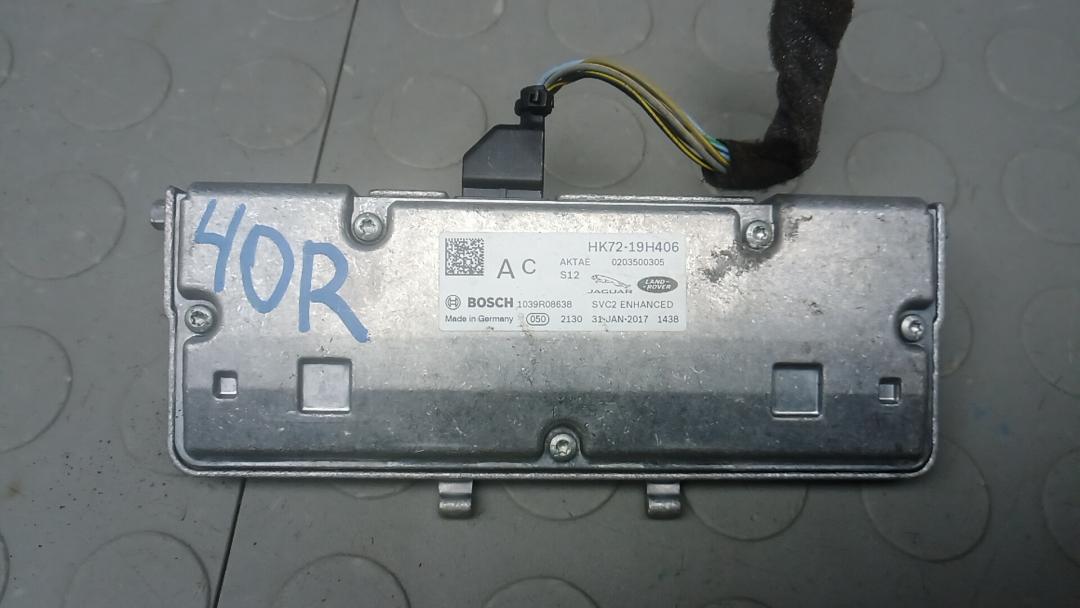 40R
HK72-19H406
AC
AKTAE 0203500305
S12 JAGUAR LAND-ROVER
BOSCH 1039R08638 SVC2 ENHANCED
Made in Germany 050 2130 31-JAN-2017 1438